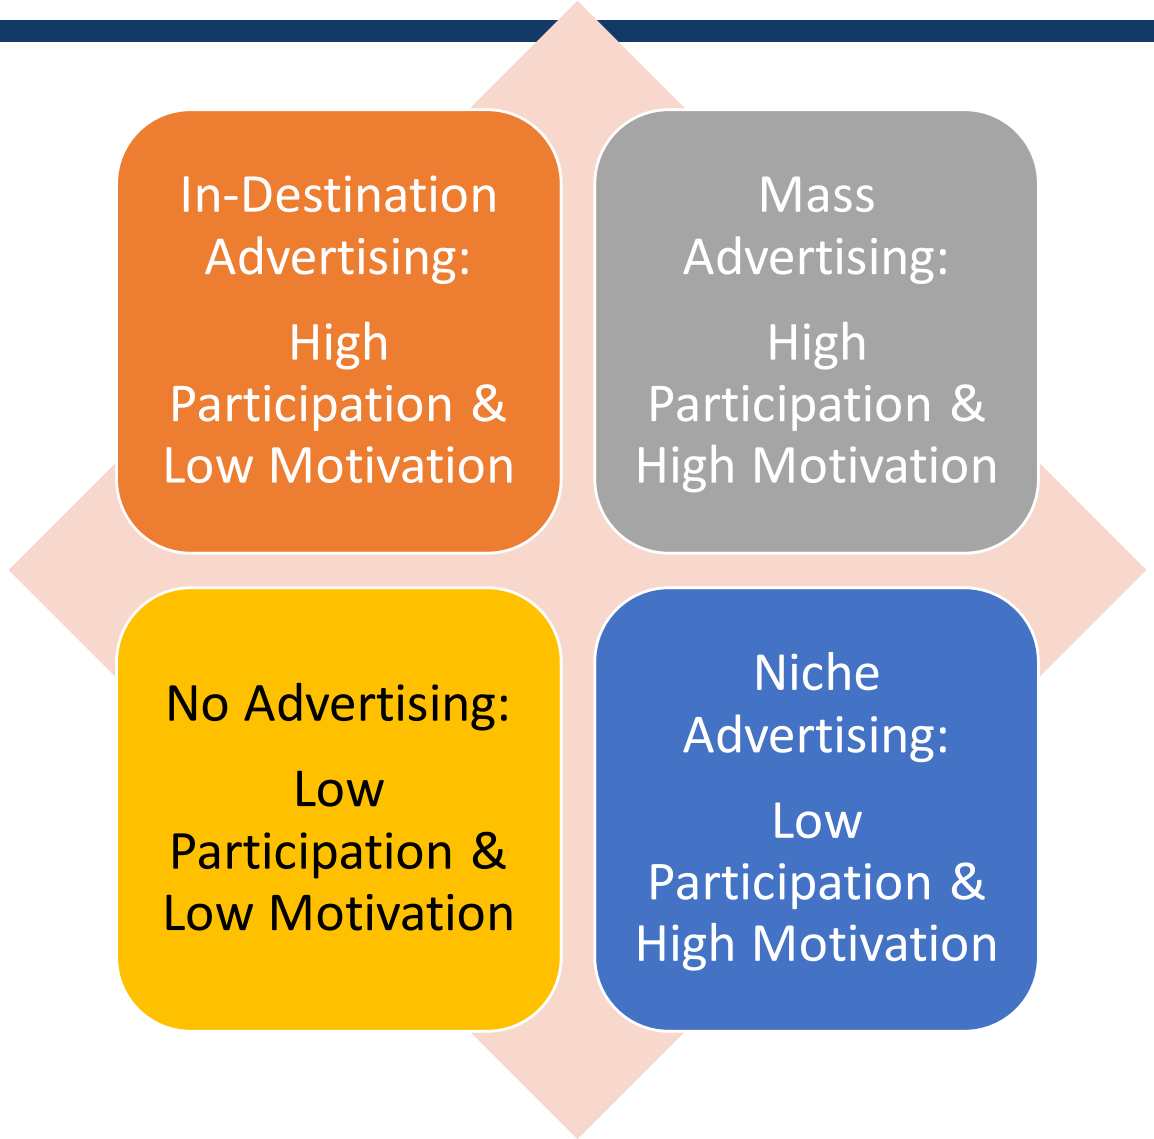 In-Destination
Advertising:
High
Participation &
Low Motivation
Mass
Advertising:
High
Participation &
High Motivation
No Advertising:
Low
Participation &
Low Motivation
Niche
Advertising:
Low
Participation &
High Motivation